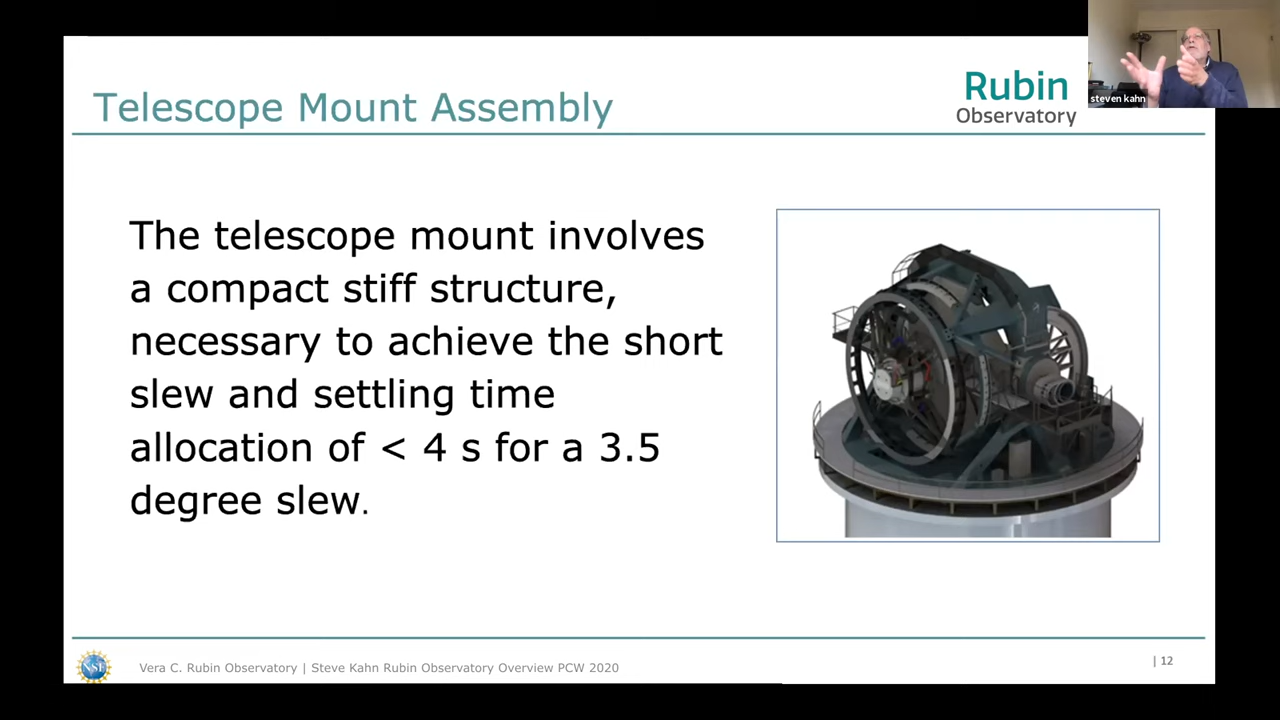 Telescope Mount Assembly
Rubin
Observatory
steven kahn
The telescope mount involves
a compact stiff structure,
necessary to achieve the short
slew and settling time
allocation of < 4 s for a 3.5
degree slew.
NSF
Vera C. Rubin Observatory | Steve Kahn Rubin Observatory Overview PCW 2020
| 12